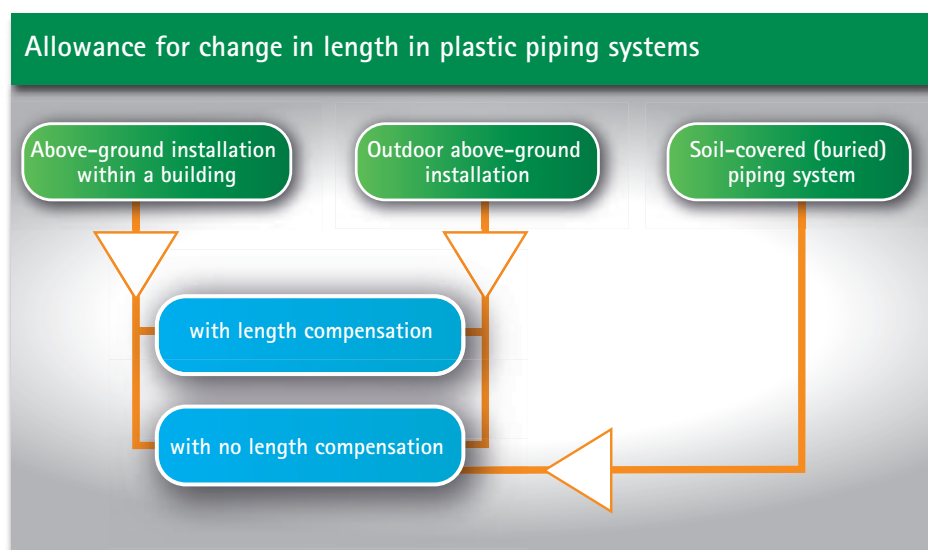 Allowance for change in length in plastic piping systems
Above-ground installation
within a building
Outdoor above-ground
installation
Soil-covered (buried)
piping system
with length compensation
with no length compensation